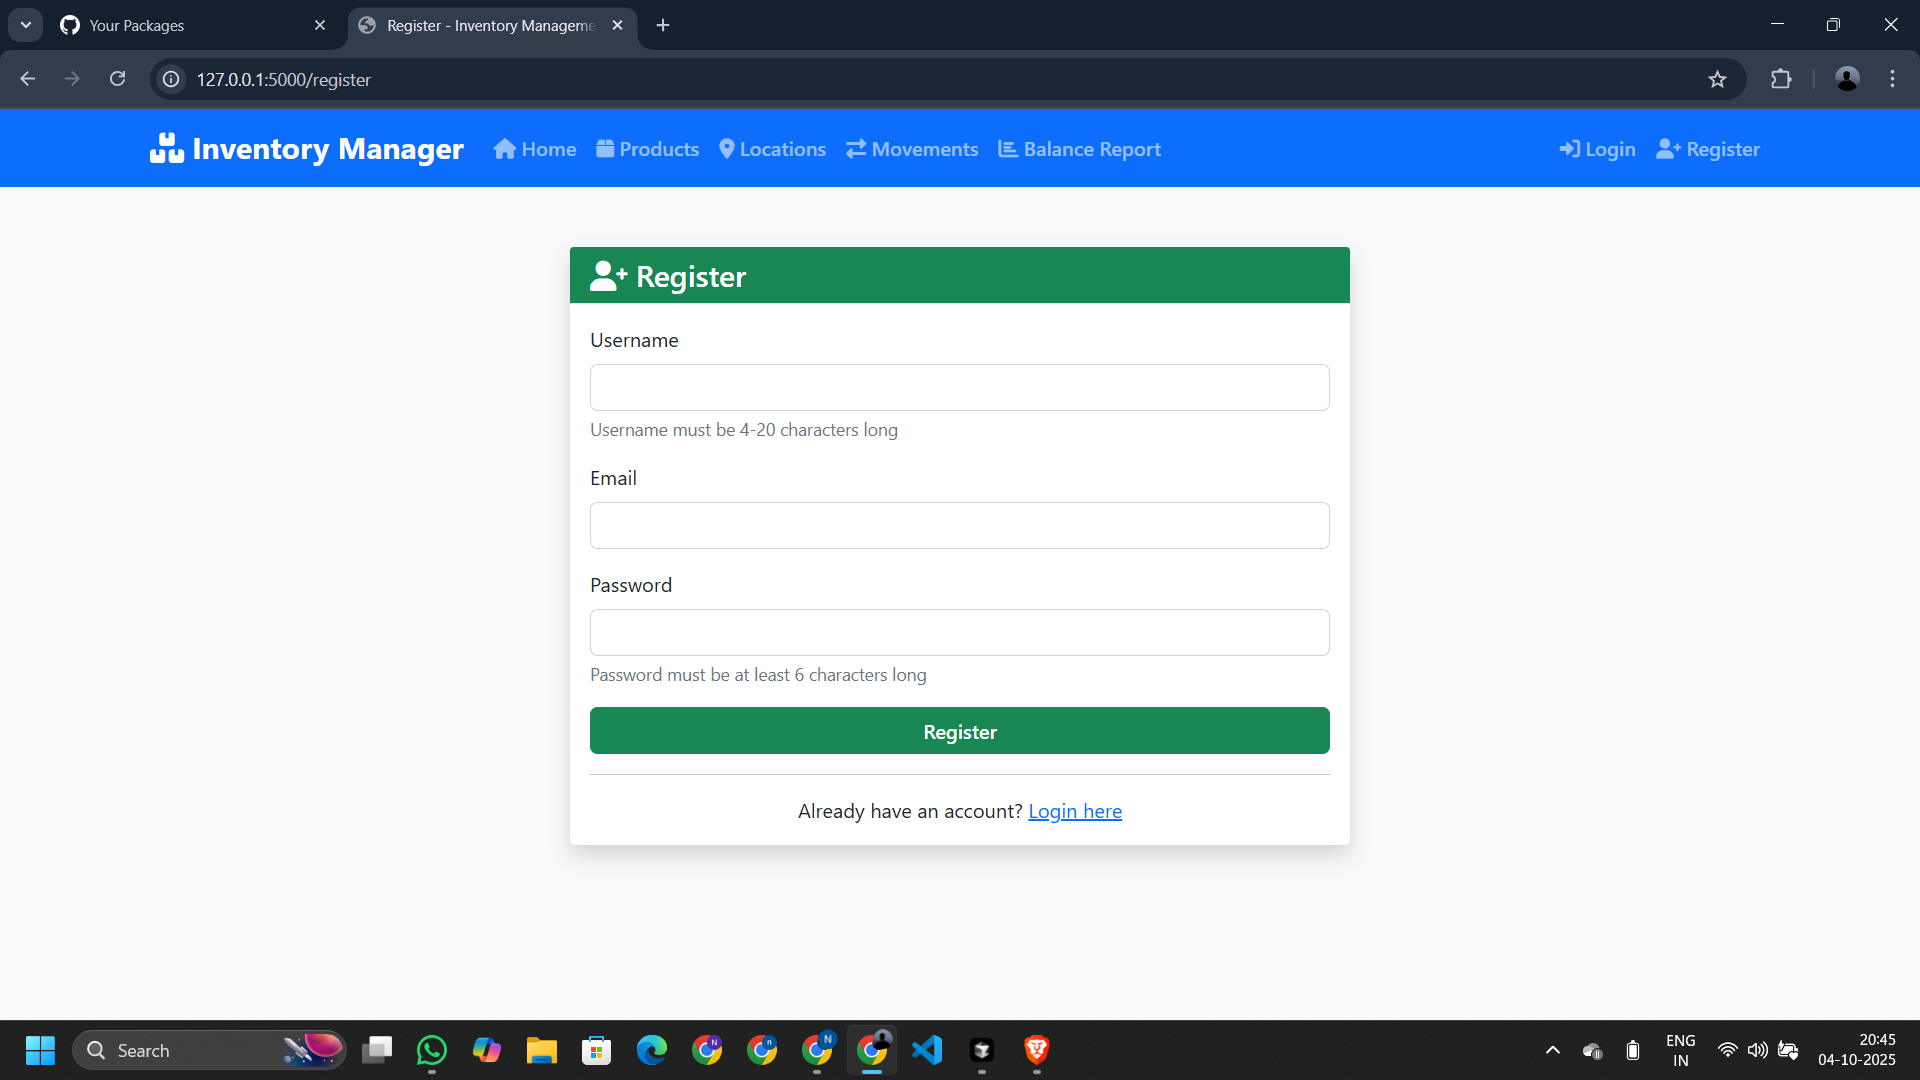 Your Packages
Register - Inventory Manageme
127.0.0.1:5000/register
Inventory Manager Home Products Locations Movements Balance Report Login Register
Register
Username
Username must be 4-20 characters long
Email
Password
Password must be at least 6 characters long
Register
Already have an account? Login here
Search
N
n
N
ENG
IN
20:45
04-10-2025